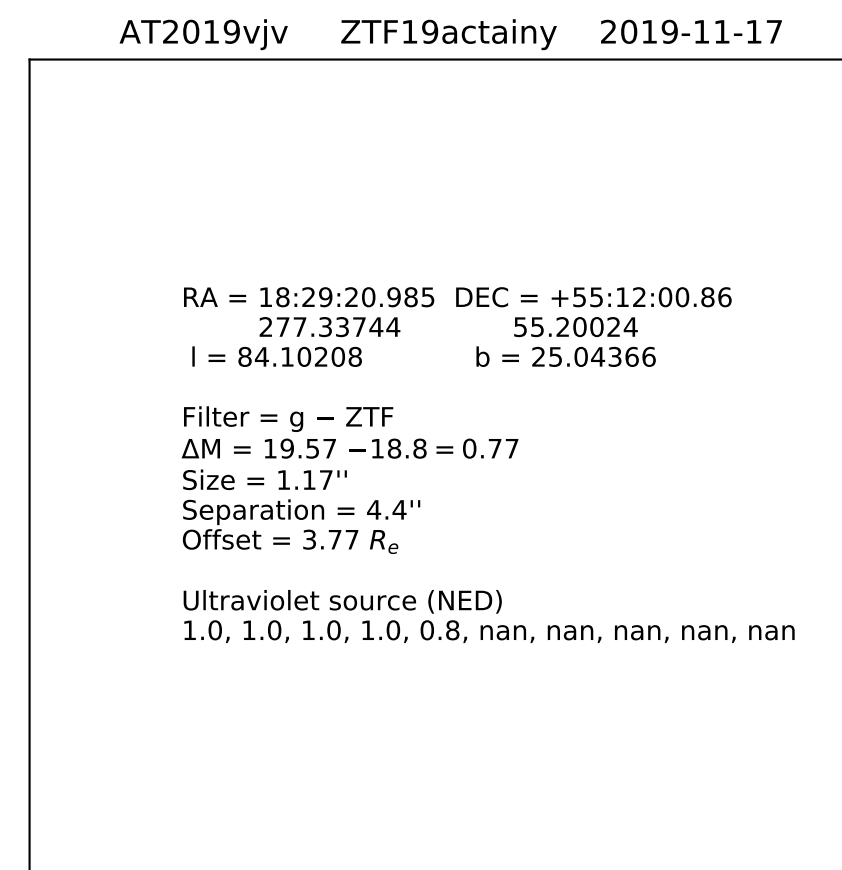 AT2019vjv ZTF19actainy 2019-11-17
RA = 18:29:20.985 DEC = +55:12:00.86
277.33744 55.20024
l = 84.10208 b = 25.04366
Filter = g − ZTF
ΔM = 19.57 −18.8 = 0.77
Size = 1.17''
Separation = 4.4''
Offset = 3.77 Re
Ultraviolet source (NED)
1.0, 1.0, 1.0, 1.0, 0.8, nan, nan, nan, nan, nan